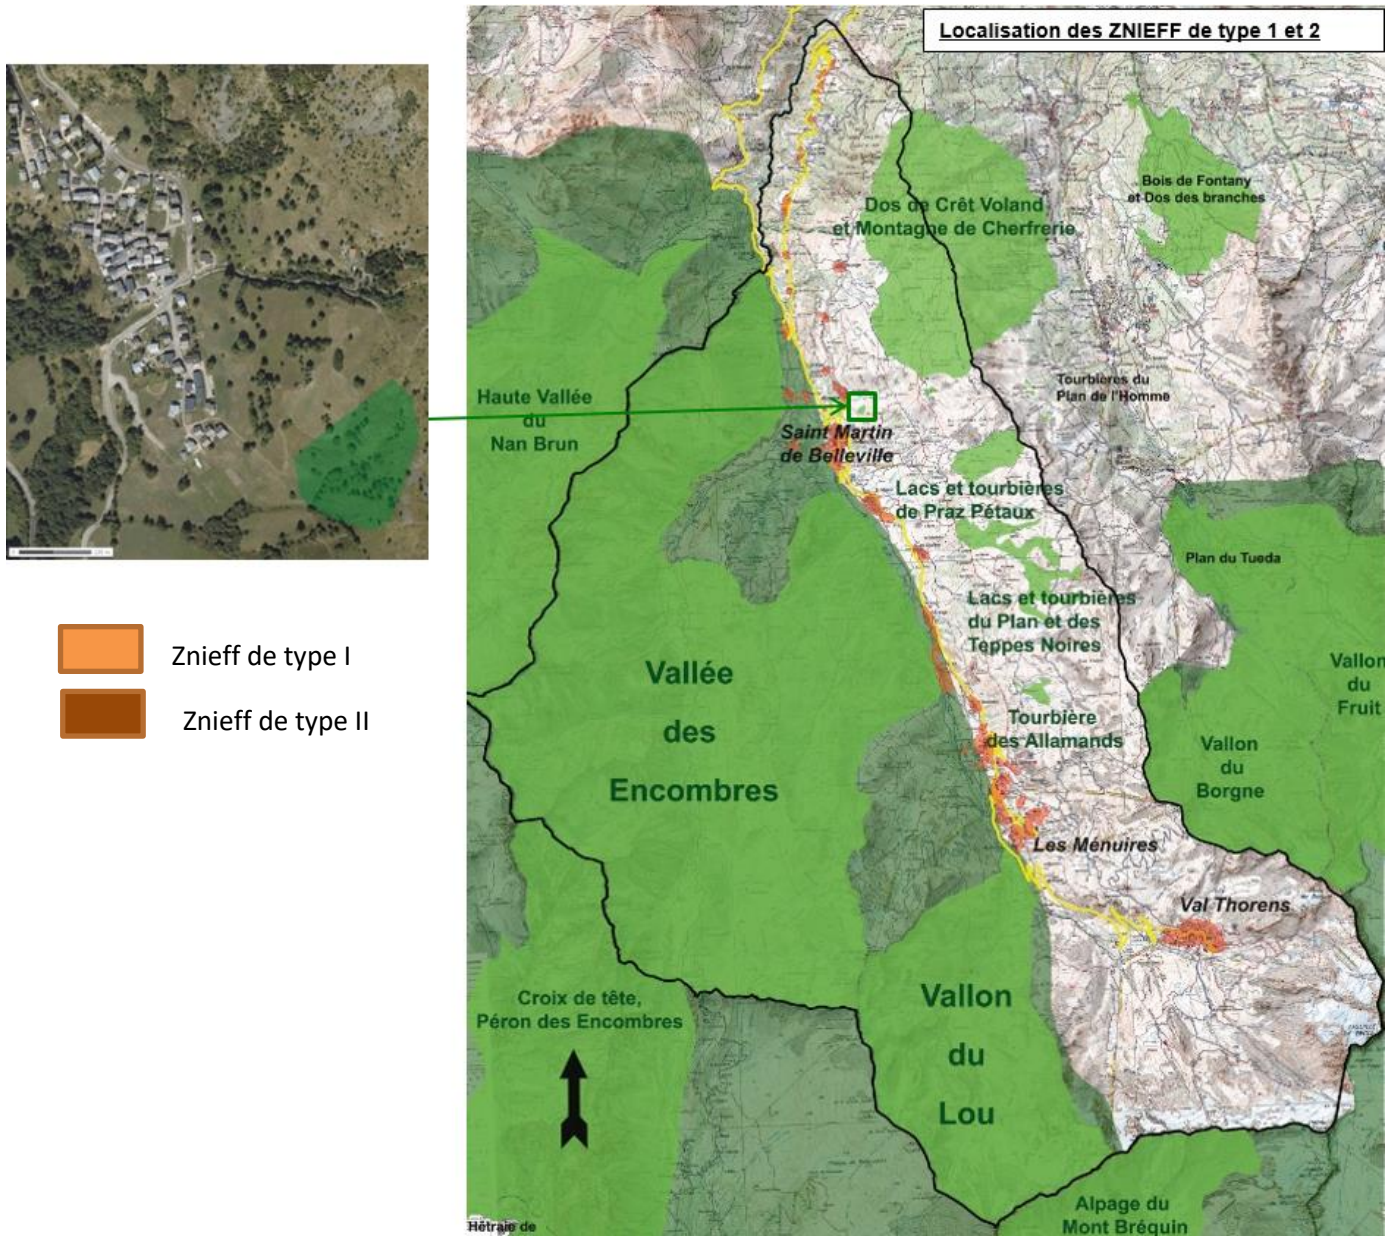 Localisation des ZNIEFF de type 1 et 2
Bois de Fontany
et Dos des branches
Dos de Crêt Voland
et Montagne de Cherfrerie
Haute Vallée
du
Nan Brun
Tourbières du
Plan de l'Homme
Saint Martin
de Belleville
Lacs et tourbières
de Praz Pétaux
Plan du Tueda
Lacs et tourbières
du Plan et des
Teppes Noires
Znieff de type I
Znieff de type II
Vallée
des
Encombres
Vallon
du
Fruit
Tourbière
des Allamands
Vallon
du
Borgne
Les Ménuires
Val Thorens
Croix de tête,
Péron des Encombres
Vallon
du
Lou
Alpage du
Mont Bréquin
Hêtraie de